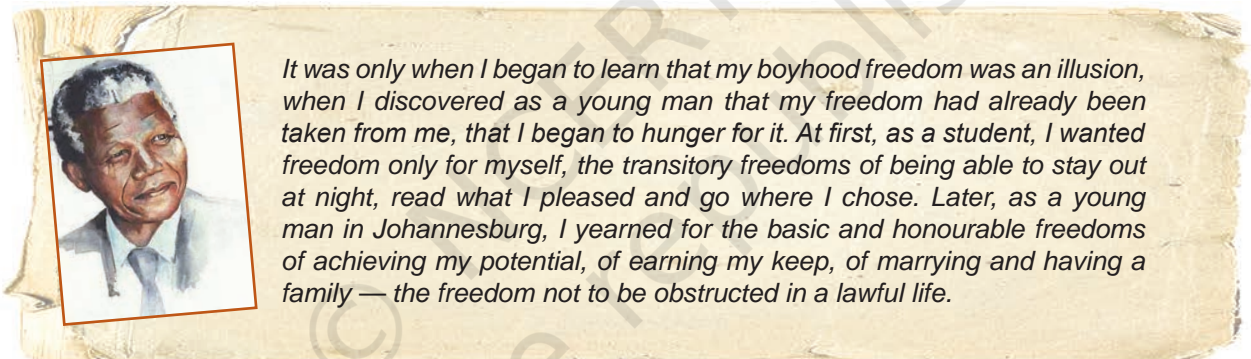 It was only when I began to learn that my boyhood freedom was an illusion,
when I discovered as a young man that my freedom had already been
taken from me, that I began to hunger for it. At first, as a student, I wanted
freedom only for myself, the transitory freedoms of being able to stay out
at night, read what I pleased and go where I chose. Later, as a young
man in Johannesburg, I yearned for the basic and honourable freedoms
of achieving my potential, of earning my keep, of marrying and having a
family — the freedom not to be obstructed in a lawful life.
© NCERT